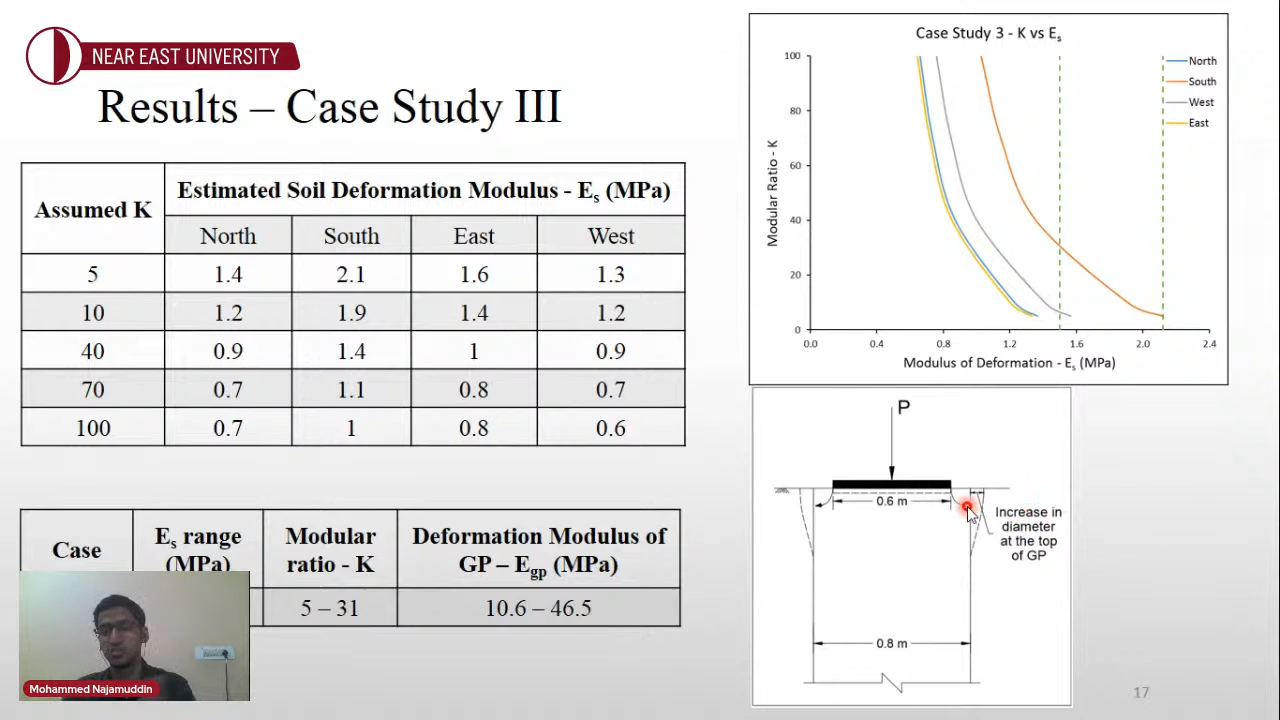 NEAR EAST UNIVERSITY
Results – Case Study III
Assumed K
Estimated Soil Deformation Modulus - Es (MPa)
North South East West
5 1.4 2.1 1.6 1.3
10 1.2 1.9 1.4 1.2
40 0.9 1.4 1 0.9
70 0.7 1.1 0.8 0.7
100 0.7 1 0.8 0.6
Case
Es range
(MPa)
Modular
ratio - K
Deformation Modulus of
GP – Egp (MPa)
5 – 31 10.6 – 46.5
Mohammed Najamuddin
Case Study 3 - K vs Es
North
South
West
East
Modular Ratio - K
100
80
60
40
20
0
0.0 0.4 0.8 1.2 1.6 2.0 2.4
Modulus of Deformation - Es (MPa)
P
0.6 m
Increase in
diameter
at the top
of GP
0.8 m
17